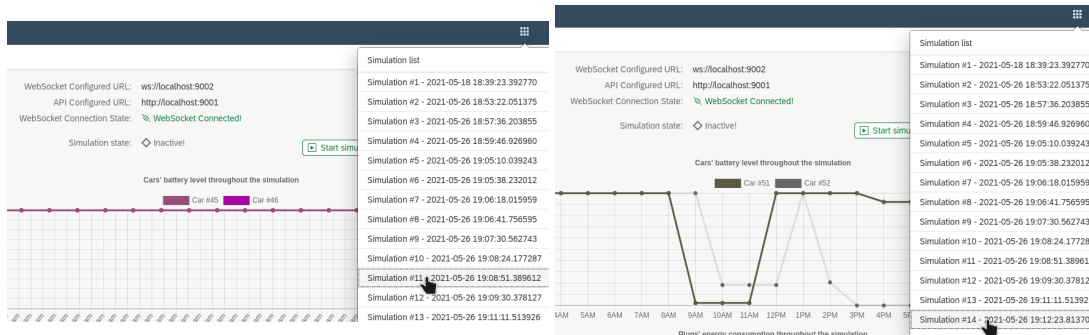 Simulation list
WebSocket Configured URL: ws://localhost:9002
API Configured URL: http://localhost:9001
WebSocket Connection State: WebSocket Connected!
Simulation state: Inactive!
Start simu
Cars' battery level throughout the simulation
Car #45 Car #46
Simulation #1 - 2021-05-18 18:39:23.392770
Simulation #2 - 2021-05-26 18:53:22.051375
Simulation #3 - 2021-05-26 18:57:36.203855
Simulation #4 - 2021-05-26 18:59:46.926960
Simulation #5 - 2021-05-26 19:05:10.039243
Simulation #6 - 2021-05-26 19:05:38.232012
Simulation #7 - 2021-05-26 19:06:18.015959
Simulation #8 - 2021-05-26 19:06:41.756595
Simulation #9 - 2021-05-26 19:07:30.562743
Simulation #10 - 2021-05-26 19:08:24.177287
Simulation #11 - 2021-05-26 19:08:51.389612
Simulation #12 - 2021-05-26 19:09:30.378127
Simulation #13 - 2021-05-26 19:11:11.513926
Simulation list
WebSocket Configured URL: ws://localhost:9002
API Configured URL: http://localhost:9001
WebSocket Connection State: WebSocket Connected!
Simulation state: Inactive!
Start simu
Cars' battery level throughout the simulation
Car #51 Car #52
4AM 5AM 6AM 7AM 8AM 9AM 10AM 11AM 12PM 1AM 2PM 3PM 4PM
Plugs' energy consumption throughout the simulation
Simulation #1 - 2021-05-18 18:39:23.392770
Simulation #2 - 2021-05-26 18:53:22.051375
Simulation #3 - 2021-05-26 18:57:36.203855
Simulation #4 - 2021-05-26 18:59:46.926960
Simulation #5 - 2021-05-26 19:05:10.039243
Simulation #6 - 2021-05-26 19:05:38.232012
Simulation #7 - 2021-05-26 19:06:18.015959
Simulation #8 - 2021-05-26 19:06:41.756595
Simulation #9 - 2021-05-26 19:07:30.562743
Simulation #10 - 2021-05-26 19:08:24.17728
Simulation #11 - 2021-05-26 19:08:51.38961
Simulation #12 - 2021-05-26 19:09:30.37812
Simulation #13 - 2021-05-26 19:11:11.51392
Simulation #14 - 2021-05-26 19:12:23.81370